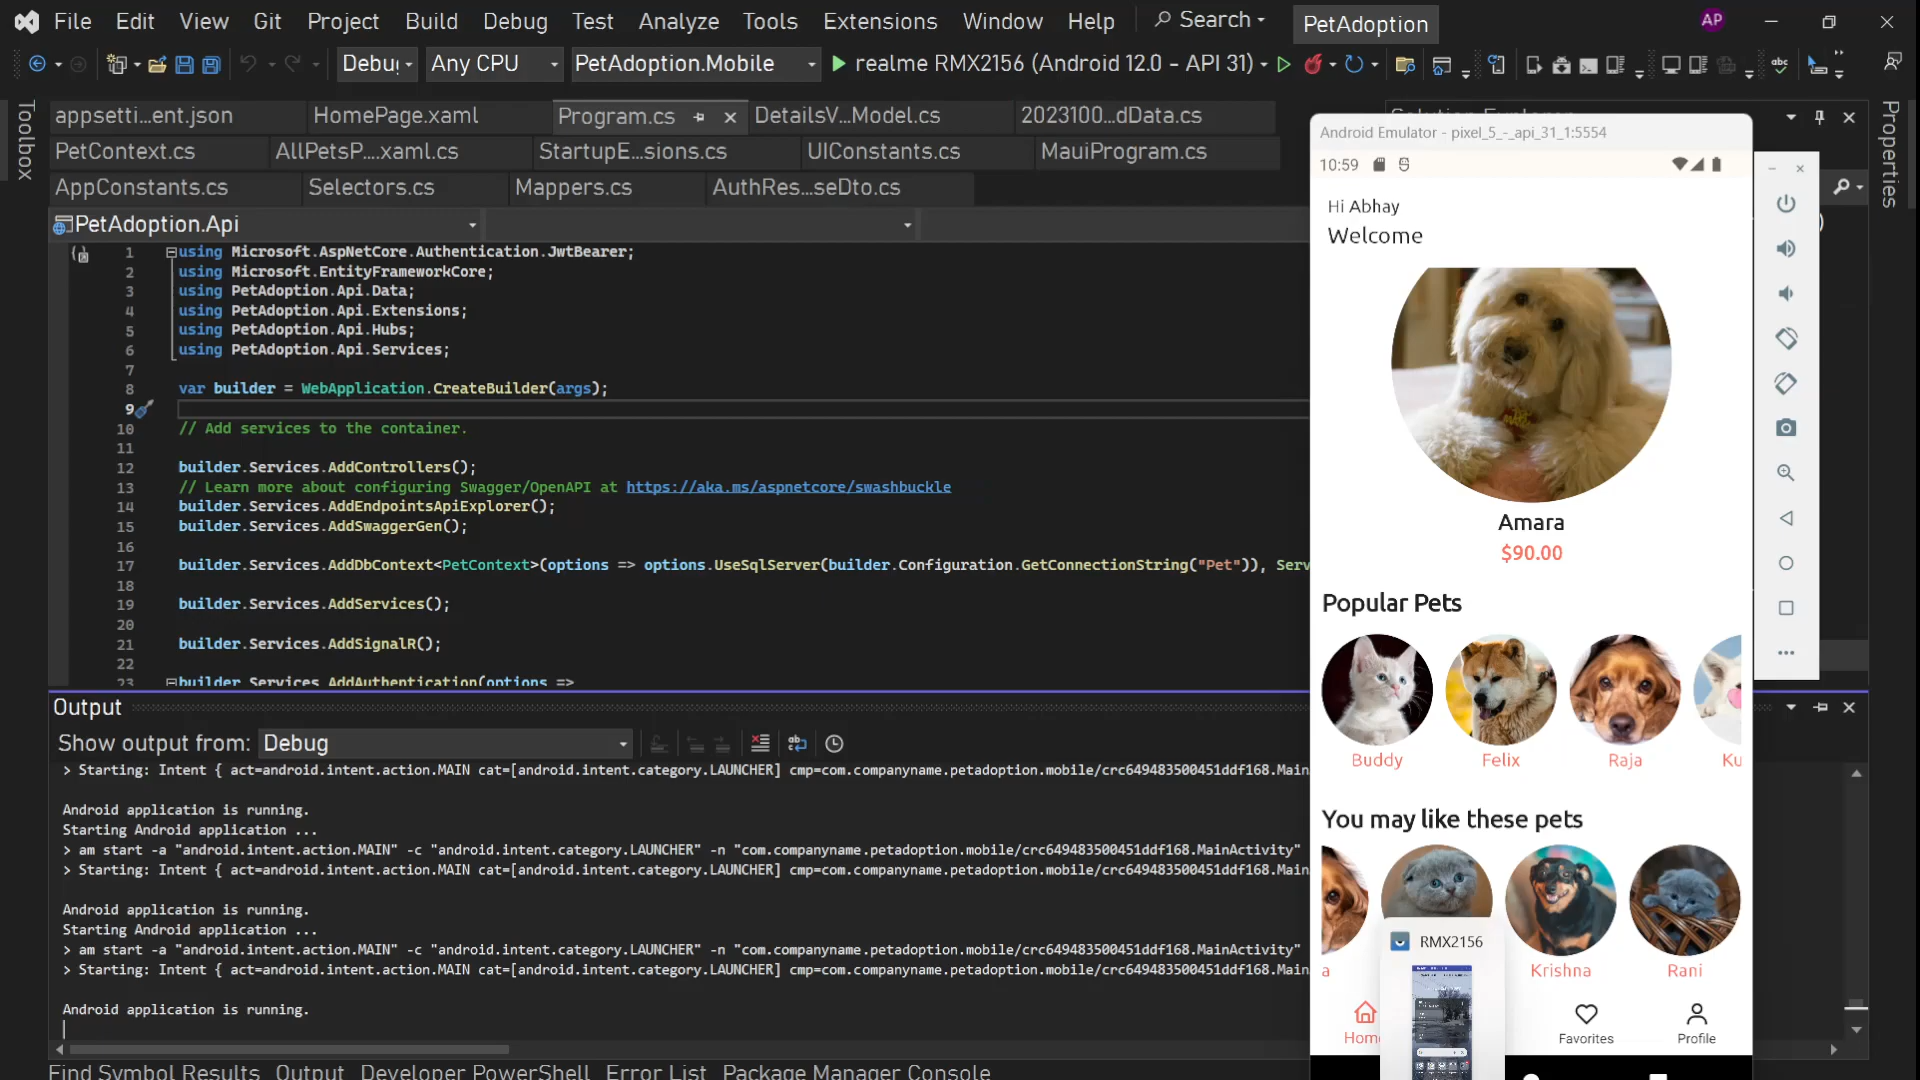 File Edit View Git Project Build Debug Test Analyze Tools Extensions Window Help Search PetAdoption AP
Debug Any CPU PetAdoption.Mobile realme RMX2156 (Android 12.0 - API 31)
Toolbox
appsetti...ent.json HomePage.xaml Program.cs DetailsV...Model.cs 2023100...dData.cs
PetContext.cs AllPetsP....xaml.cs StartupE...sions.cs UIConstants.cs MauiProgram.cs
AppConstants.cs Selectors.cs Mappers.cs AuthRes...seDto.cs
PetAdoption.Api
1 using Microsoft.AspNetCore.Authentication.JwtBearer;
2 using Microsoft.EntityFrameworkCore;
3 using PetAdoption.Api.Data;
4 using PetAdoption.Api.Extensions;
5 using PetAdoption.Api.Hubs;
6 using PetAdoption.Api.Services;
7
8 var builder = WebApplication.CreateBuilder(args);
9
10 // Add services to the container.
11
12 builder.Services.AddControllers();
13 // Learn more about configuring Swagger/OpenAPI at https://aka.ms/aspnetcore/swashbuckle
14 builder.Services.AddEndpointsApiExplorer();
15 builder.Services.AddSwaggerGen();
16
17 builder.Services.AddDbContext<PetContext>(options => options.UseSqlServer(builder.Configuration.GetConnectionString("Pet")), Serv
18
19 builder.Services.AddServices();
20
21 builder.Services.AddSignalR();
22
23 builder.Services.AddAuthentication(options =>
Output
Show output from: Debug
> Starting: Intent { act=android.intent.action.MAIN cat=[android.intent.category.LAUNCHER] cmp=com.companyname.petadoption.mobile/crc649483500451ddf168.Main
Android application is running.
Starting Android application ...
> am start -a "android.intent.action.MAIN" -c "android.intent.category.LAUNCHER" -n "com.companyname.petadoption.mobile/crc649483500451ddf168.MainActivity"
> Starting: Intent { act=android.intent.action.MAIN cat=[android.intent.category.LAUNCHER] cmp=com.companyname.petadoption.mobile/crc649483500451ddf168.Main
Android application is running.
Starting Android application ...
> am start -a "android.intent.action.MAIN" -c "android.intent.category.LAUNCHER" -n "com.companyname.petadoption.mobile/crc649483500451ddf168.MainActivity"
> Starting: Intent { act=android.intent.action.MAIN cat=[android.intent.category.LAUNCHER] cmp=com.companyname.petadoption.mobile/crc649483500451ddf168.Main
Android application is running.
Find Symbol Results Output Developer PowerShell Error List Package Manager Console
Solution Explorer
Properties
Android Emulator - pixel_5_-_api_31_1:5554
10:59
Hi Abhay
Welcome
Amara
$90.00
Popular Pets
Buddy Felix Raja Ku
You may like these pets
a Krishna Rani
RMX2156
Home Favorites Profile